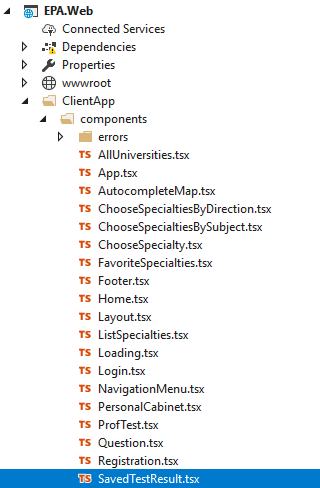 EPA.Web
Connected Services
Dependencies
Properties
wwwroot
ClientApp
components
errors
TS AllUniversities.tsx
TS App.tsx
TS AutocompleteMap.tsx
TS ChooseSpecialtiesByDirection.tsx
TS ChooseSpecialtiesBySubject.tsx
TS ChooseSpecialty.tsx
TS FavoriteSpecialties.tsx
TS Footer.tsx
TS Home.tsx
TS Layout.tsx
TS ListSpecialties.tsx
TS Loading.tsx
TS Login.tsx
TS NavigationMenu.tsx
TS PersonalCabinet.tsx
TS ProfTest.tsx
TS Question.tsx
TS Registration.tsx
TS SavedTestResult.tsx